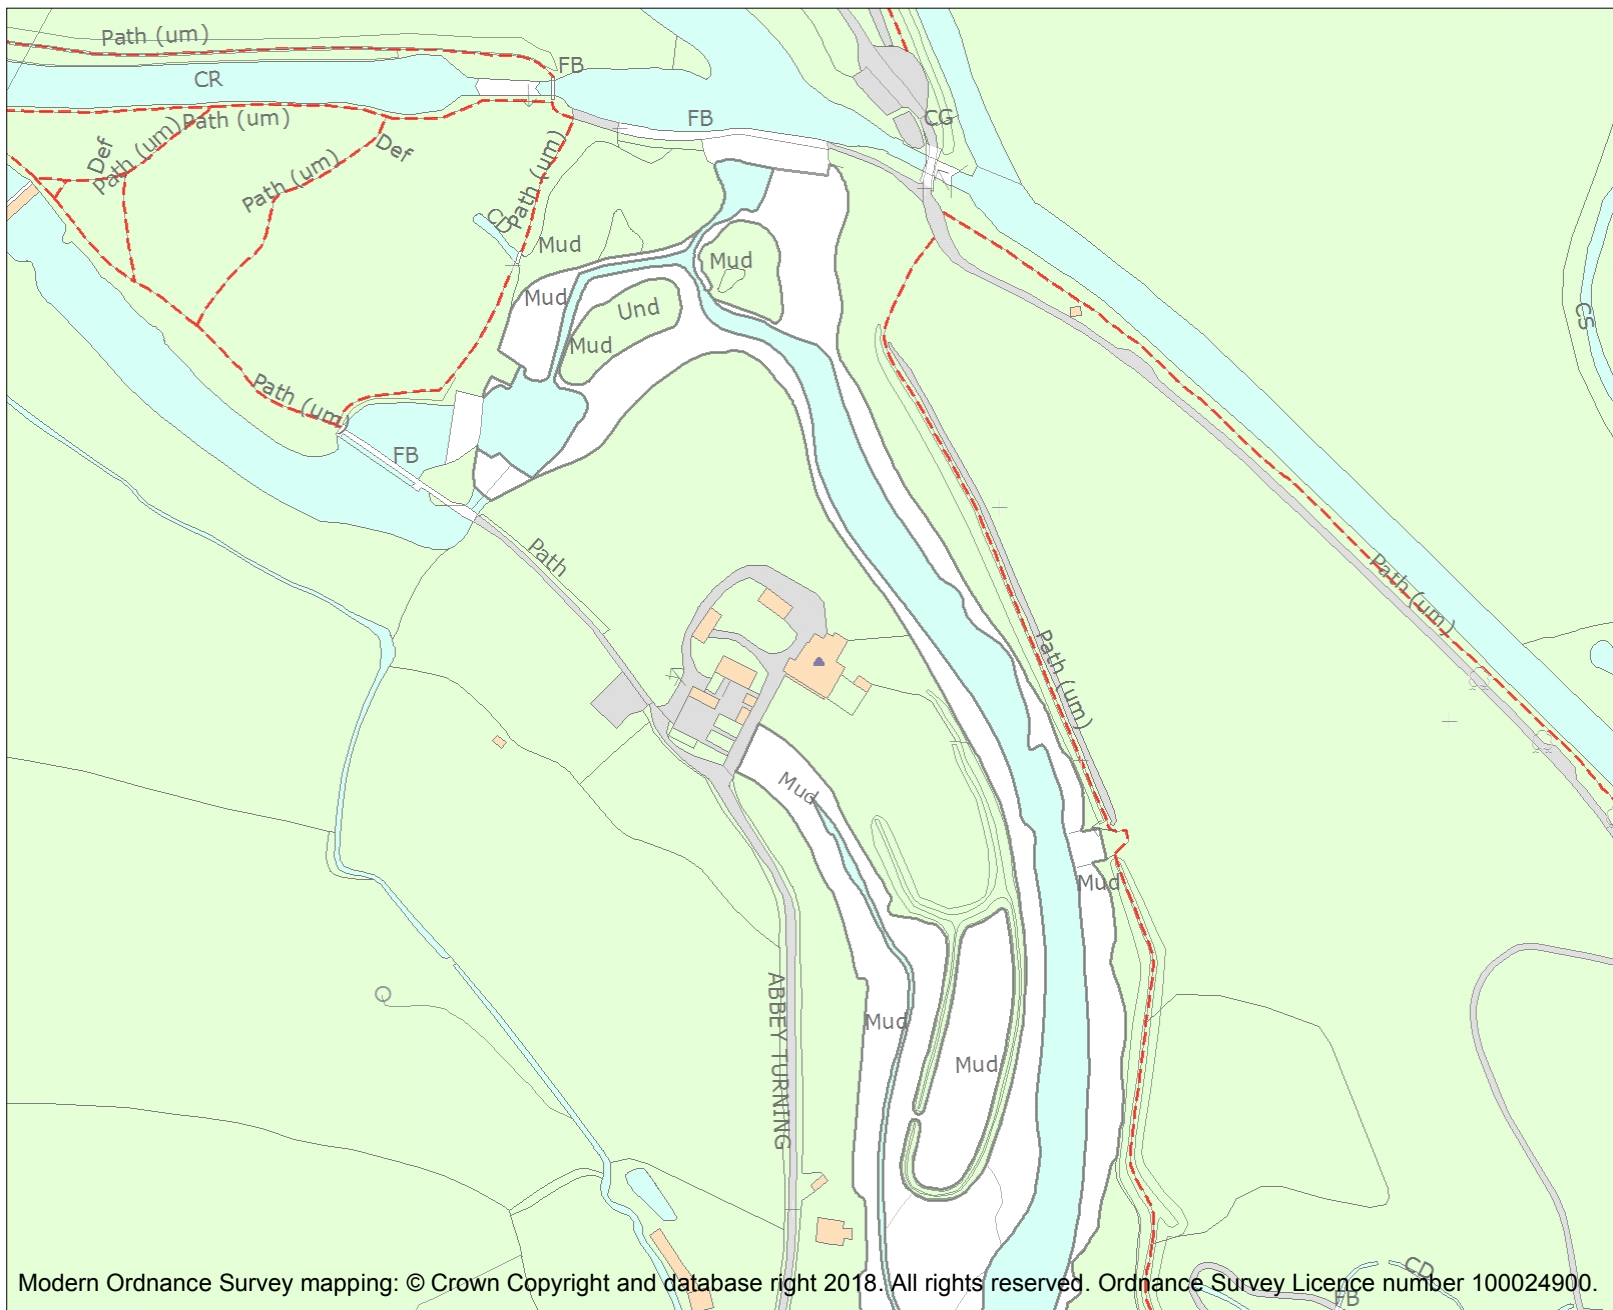 Path (um)
FB
CR
FB
CG
Path (um)
Def
Path (um)
Def
Path (um)
Path (um)
CD
Mud
Mud
Mud
Und
CS
Mud
Path (um)
FB
Path
Path (um)
Path (um)
Mud
Mud
ABBEY TURNING
Mud
Mud
CD
FB
Modern Ordnance Survey mapping: © Crown Copyright and database right 2018. All rights reserved. Ordnance Survey Licence number 100024900.